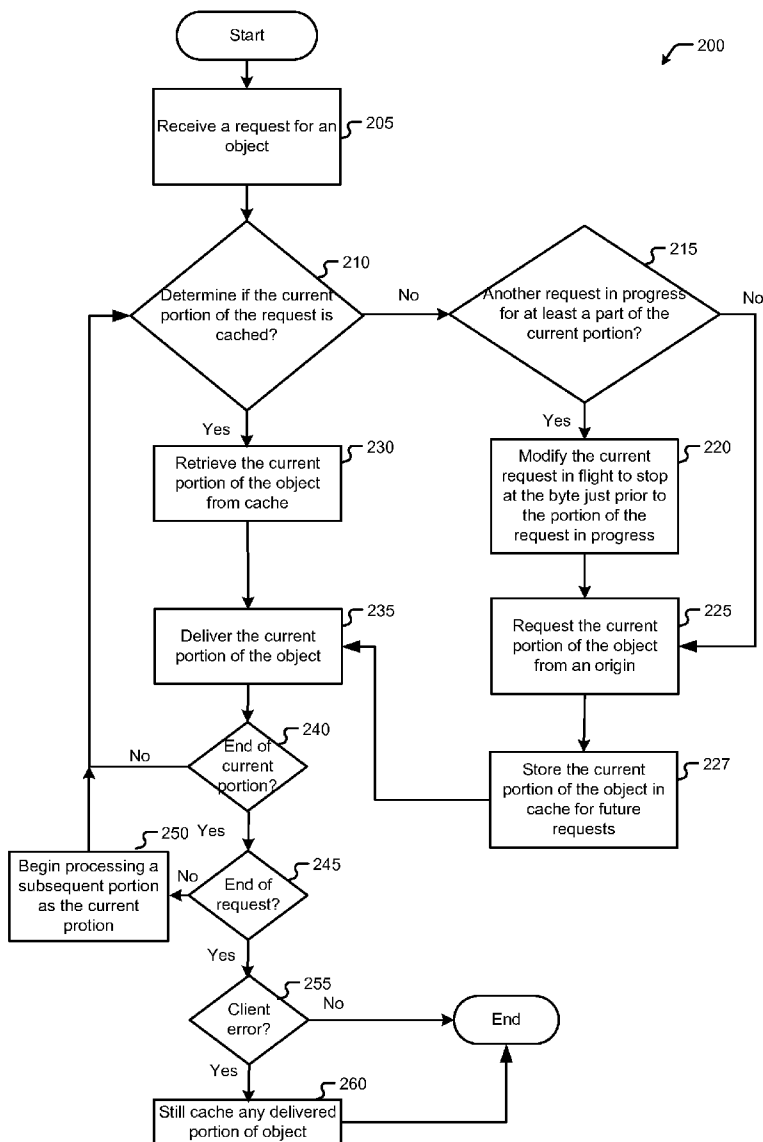 Start
200
Receive a request for an
object
205
Determine if the current
portion of the request is
cached?
210
No
Another request in progress
for at least a part of the
current portion?
215
No
Yes
Yes
Retrieve the current
portion of the object
from cache
230
Modify the current
request in flight to stop
at the byte just prior to
the portion of the
request in progress
220
Deliver the current
portion of the object
235
Request the current
portion of the object
from an origin
225
End of
current
portion?
240
No
Store the current
portion of the object in
cache for future
requests
227
Yes
250
Begin processing a
subsequent portion
as the current
protion
No
End of
request?
245
Yes
Client
error?
255
No
End
Yes
Still cache any delivered
portion of object
260